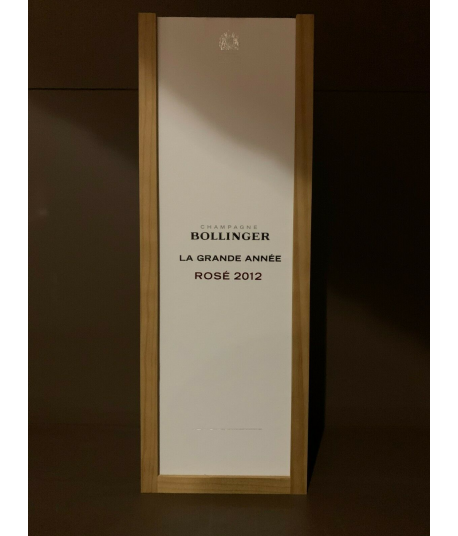 CHAMPAGNE
BOLLINGER
LA GRANDE ANNÉE
ROSÉ 2012